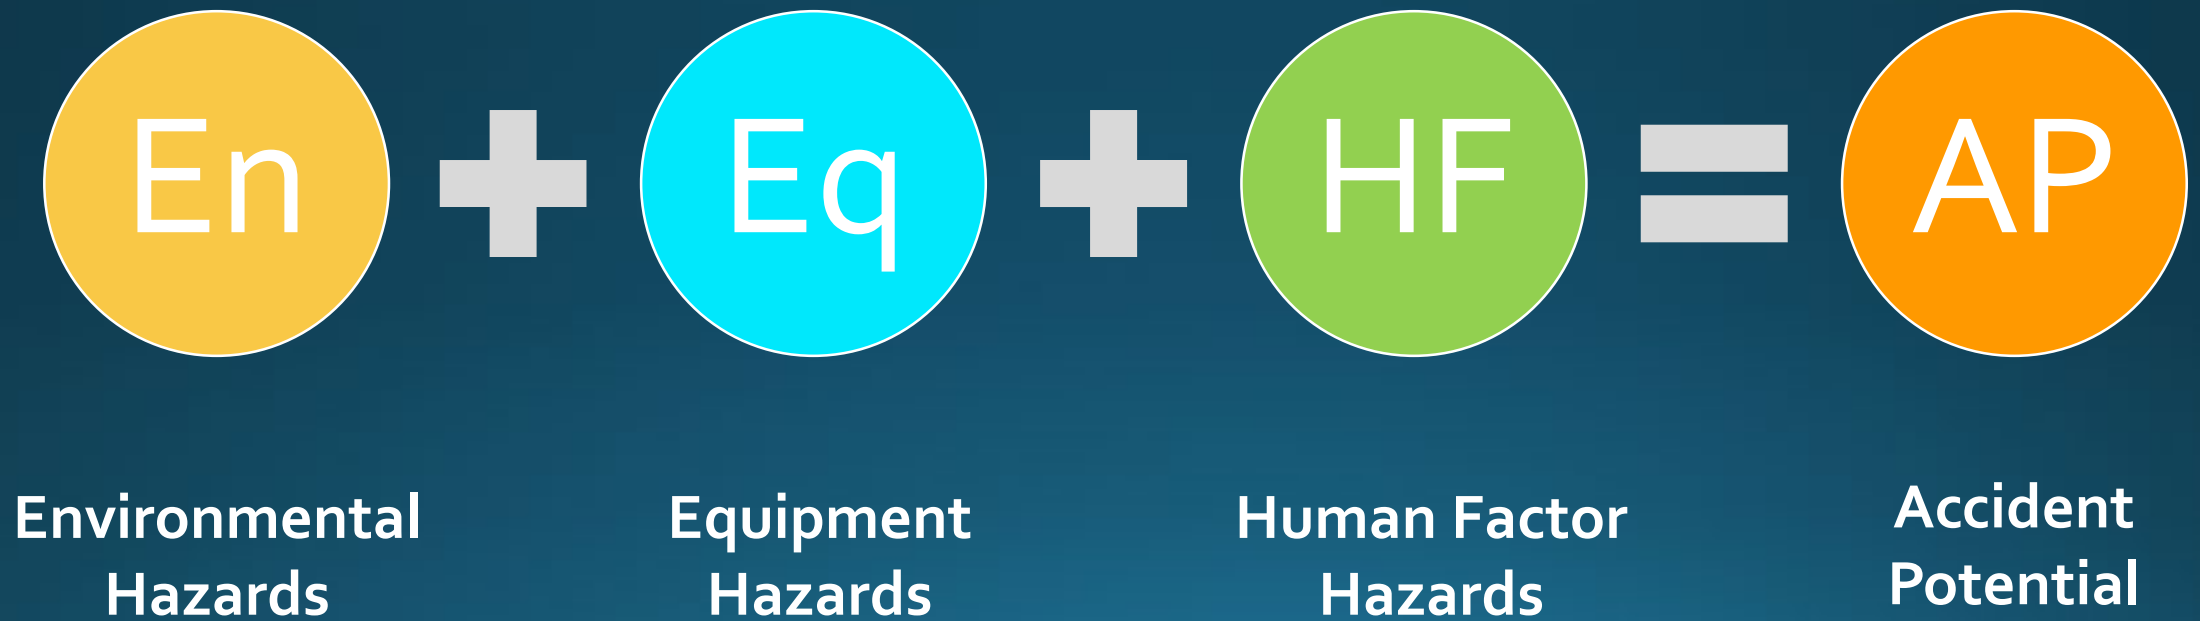 En + Eq + HF = AP
Environmental
Hazards
Equipment
Hazards
Human Factor
Hazards
Accident
Potential